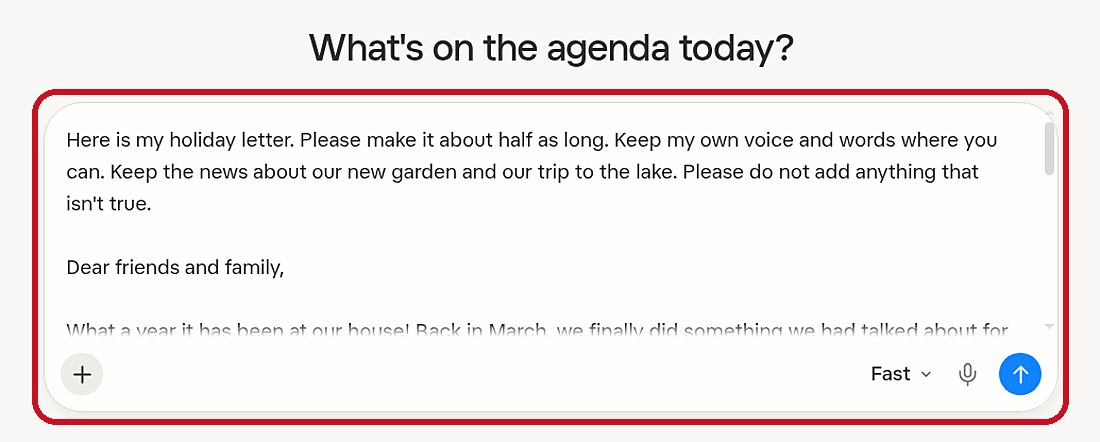 What's on the agenda today?
Here is my holiday letter. Please make it about half as long. Keep my own voice and words where you
can. Keep the news about our new garden and our trip to the lake. Please do not add anything that
isn't true.
Dear friends and family,
What a year it has been at our house! Back in March, we finally did something we had talked about for
Fast